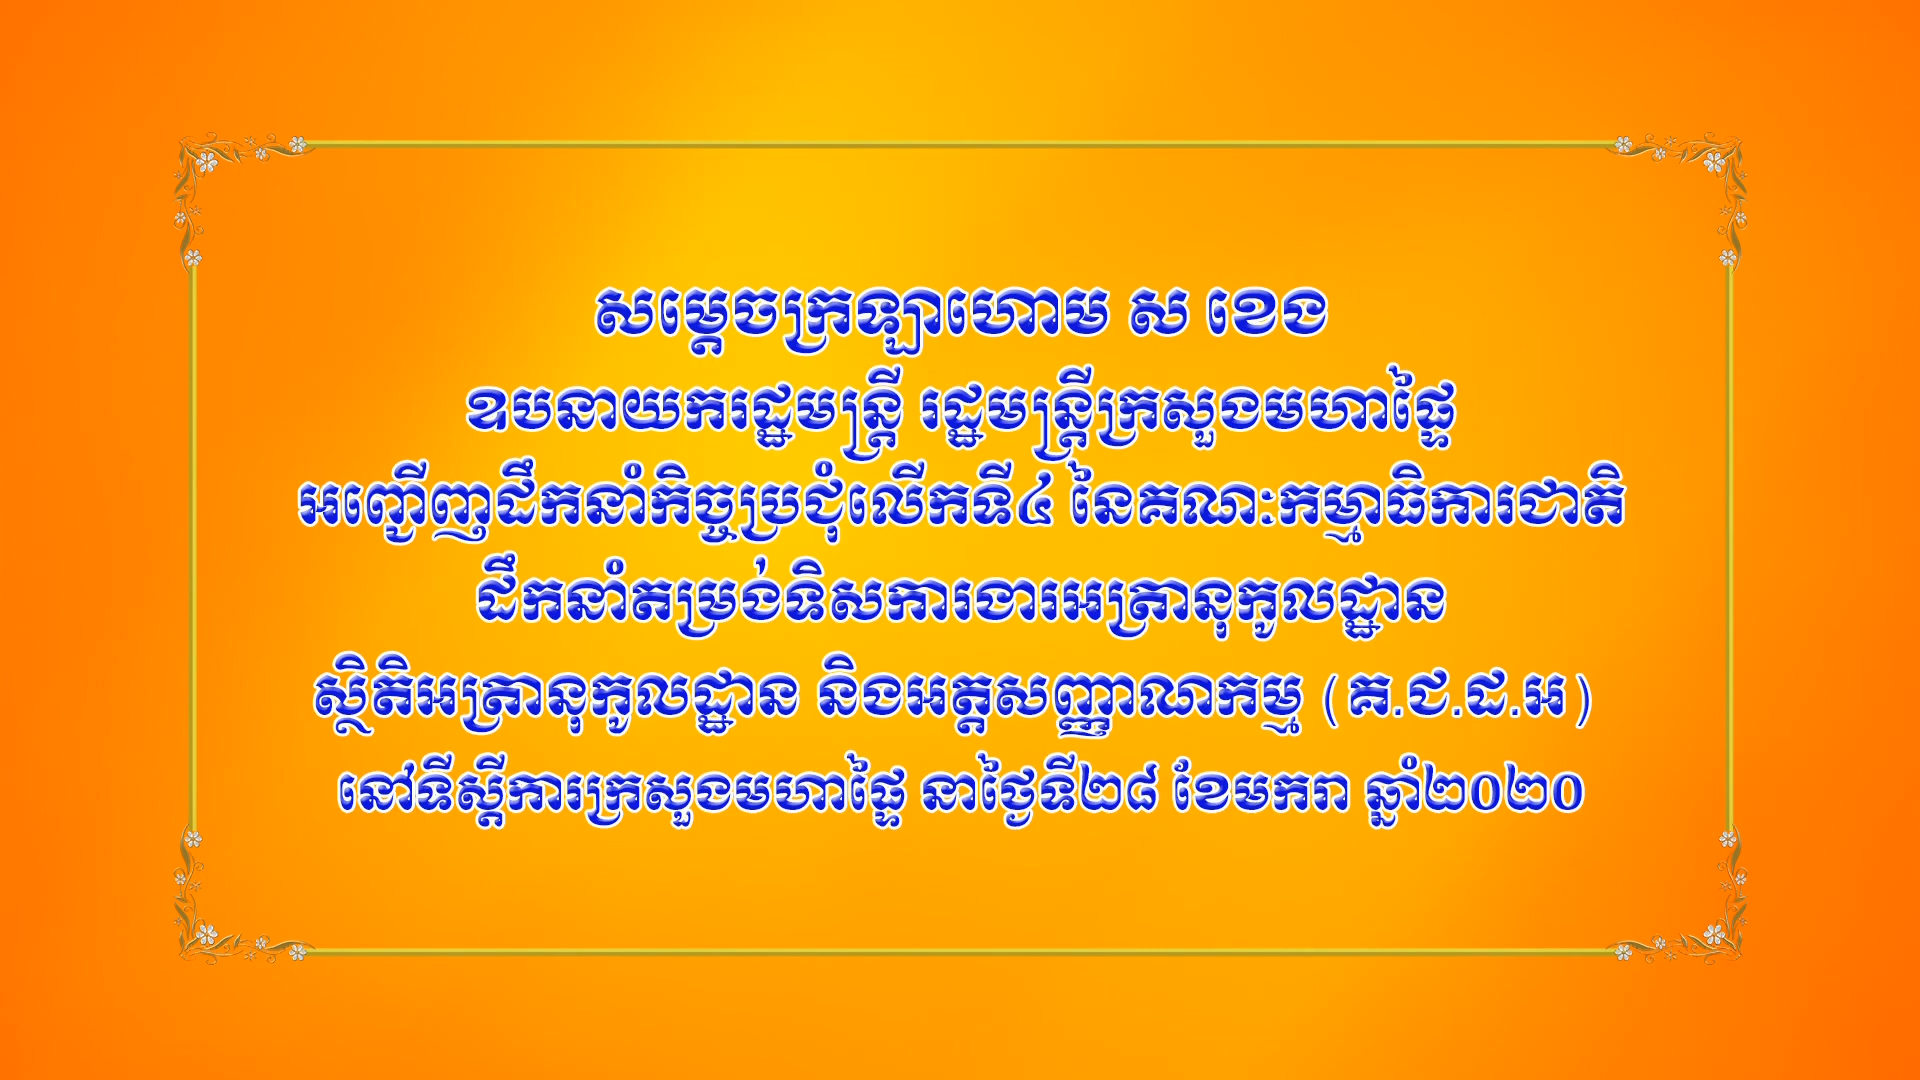 សម្ដេចក្រឡាហោម ស ខេង
ឧបនាយករដ្ឋមន្ត្រី រដ្ឋមន្ត្រីក្រសួងមហាផ្ទៃ
អញ្ជើញដឹកនាំកិច្ចប្រជុំលើកទី៤ នៃគណៈកម្មាធិការជាតិ
ដឹកនាំតម្រង់ទិសការងារអត្រានុកូលដ្ឋាន
ស្ថិតិអត្រានុកូលដ្ឋាន និងអត្តសញ្ញាណកម្ម (គ.ជ.ដ.អ)
នៅទីស្ដីការក្រសួងមហាផ្ទៃ នាថ្ងៃទី២៨ ខែមករា ឆ្នាំ២០២០